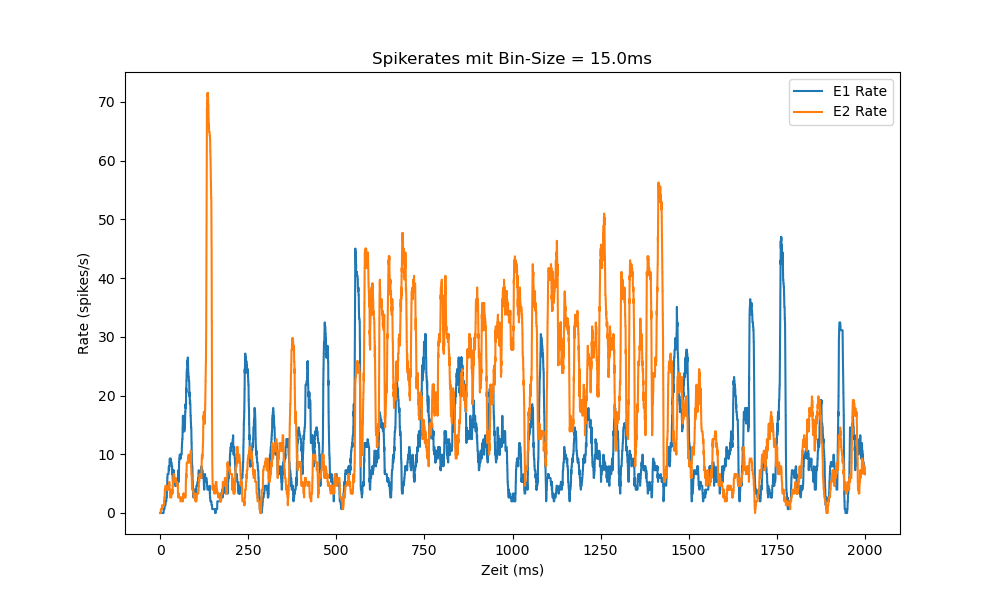 Spikerates mit Bin-Size = 15.0ms
E1 Rate
E2 Rate
70
60
50
40
30
20
10
0
Rate (spikes/s)
0 250 500 750 1000 1250 1500 1750 2000
Zeit (ms)